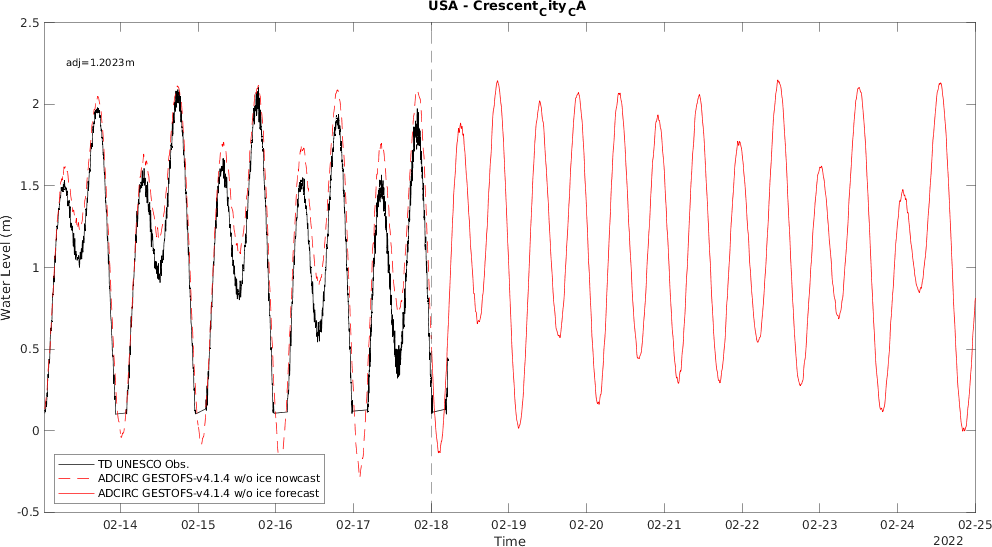 USA - Crescent_City_CA
adj=1.2023m
2.5
2
1.5
1
0.5
0
-0.5
Water Level (m)
TD UNESCO Obs.
ADCIRC GESTOFS-v4.1.4 w/o ice nowcast
ADCIRC GESTOFS-v4.1.4 w/o ice forecast
02-14 02-15 02-16 02-17 02-18 02-19 02-20 02-21 02-22 02-23 02-24 02-25
Time
2022